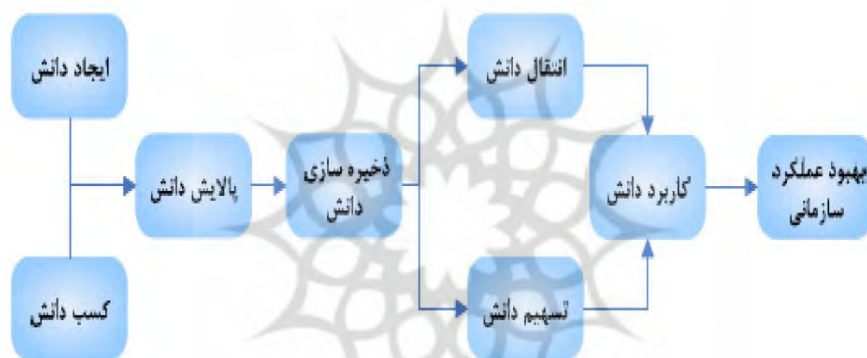 ایجاد دانش
کسب دانش
پالایش دانش
ذخیره سازی
دانش
انتقال دانش
تسهیم دانش
کاربرد دانش
بهبود عملکرد
سازمانی